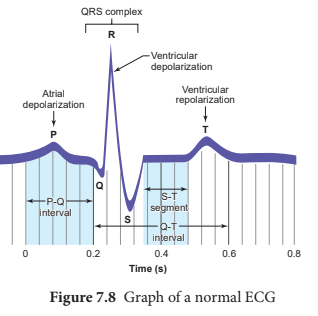 QRS complex
R
Ventricular
depolarization
Atrial
depolarization
Ventricular
repolarization
P
T
Q
S
P-Q
interval
S-T
segment
Q-T
interval
0
0.2
0.4
0.6
0.8
Time (s)
Figure 7.8 Graph of a normal ECG